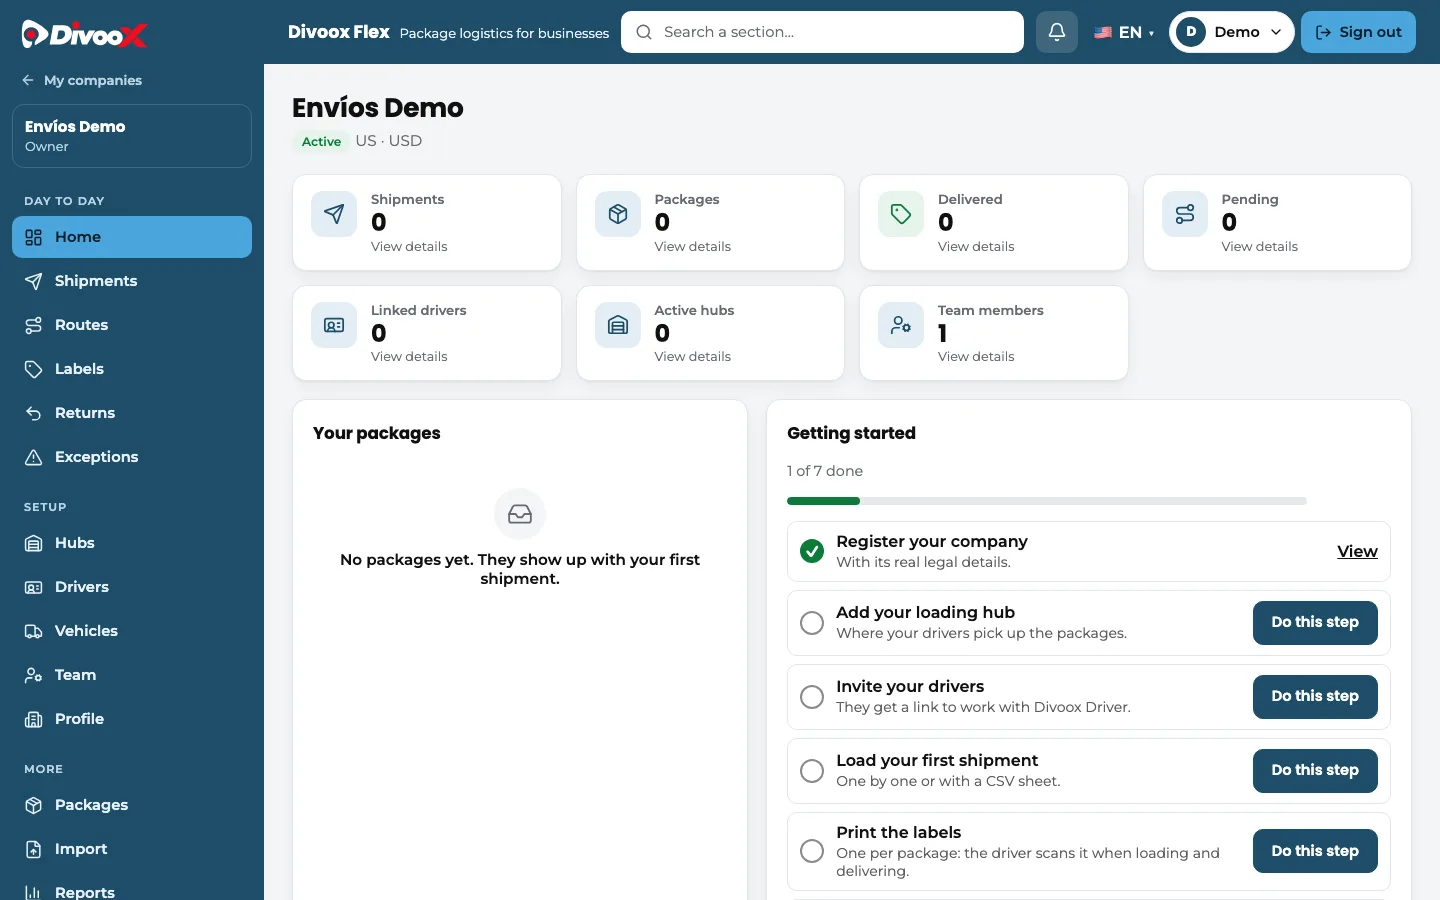 DivooX
Divoox Flex Package logistics for businesses
Search a section...
EN
D Demo
Sign out
My companies
Envíos Demo
Owner
DAY TO DAY
Home
Shipments
Routes
Labels
Returns
Exceptions
SETUP
Hubs
Drivers
Vehicles
Team
Profile
MORE
Packages
Import
Reports
Envíos Demo
Active US · USD
Shipments
0
View details
Packages
0
View details
Delivered
0
View details
Pending
0
View details
Linked drivers
0
View details
Active hubs
0
View details
Team members
1
View details
Your packages
No packages yet. They show up with your first
shipment.
Getting started
1 of 7 done
Register your company
With its real legal details.
View
Add your loading hub
Where your drivers pick up the packages.
Do this step
Invite your drivers
They get a link to work with Divoox Driver.
Do this step
Load your first shipment
One by one or with a CSV sheet.
Do this step
Print the labels
One per package: the driver scans it when loading and
delivering.
Do this step